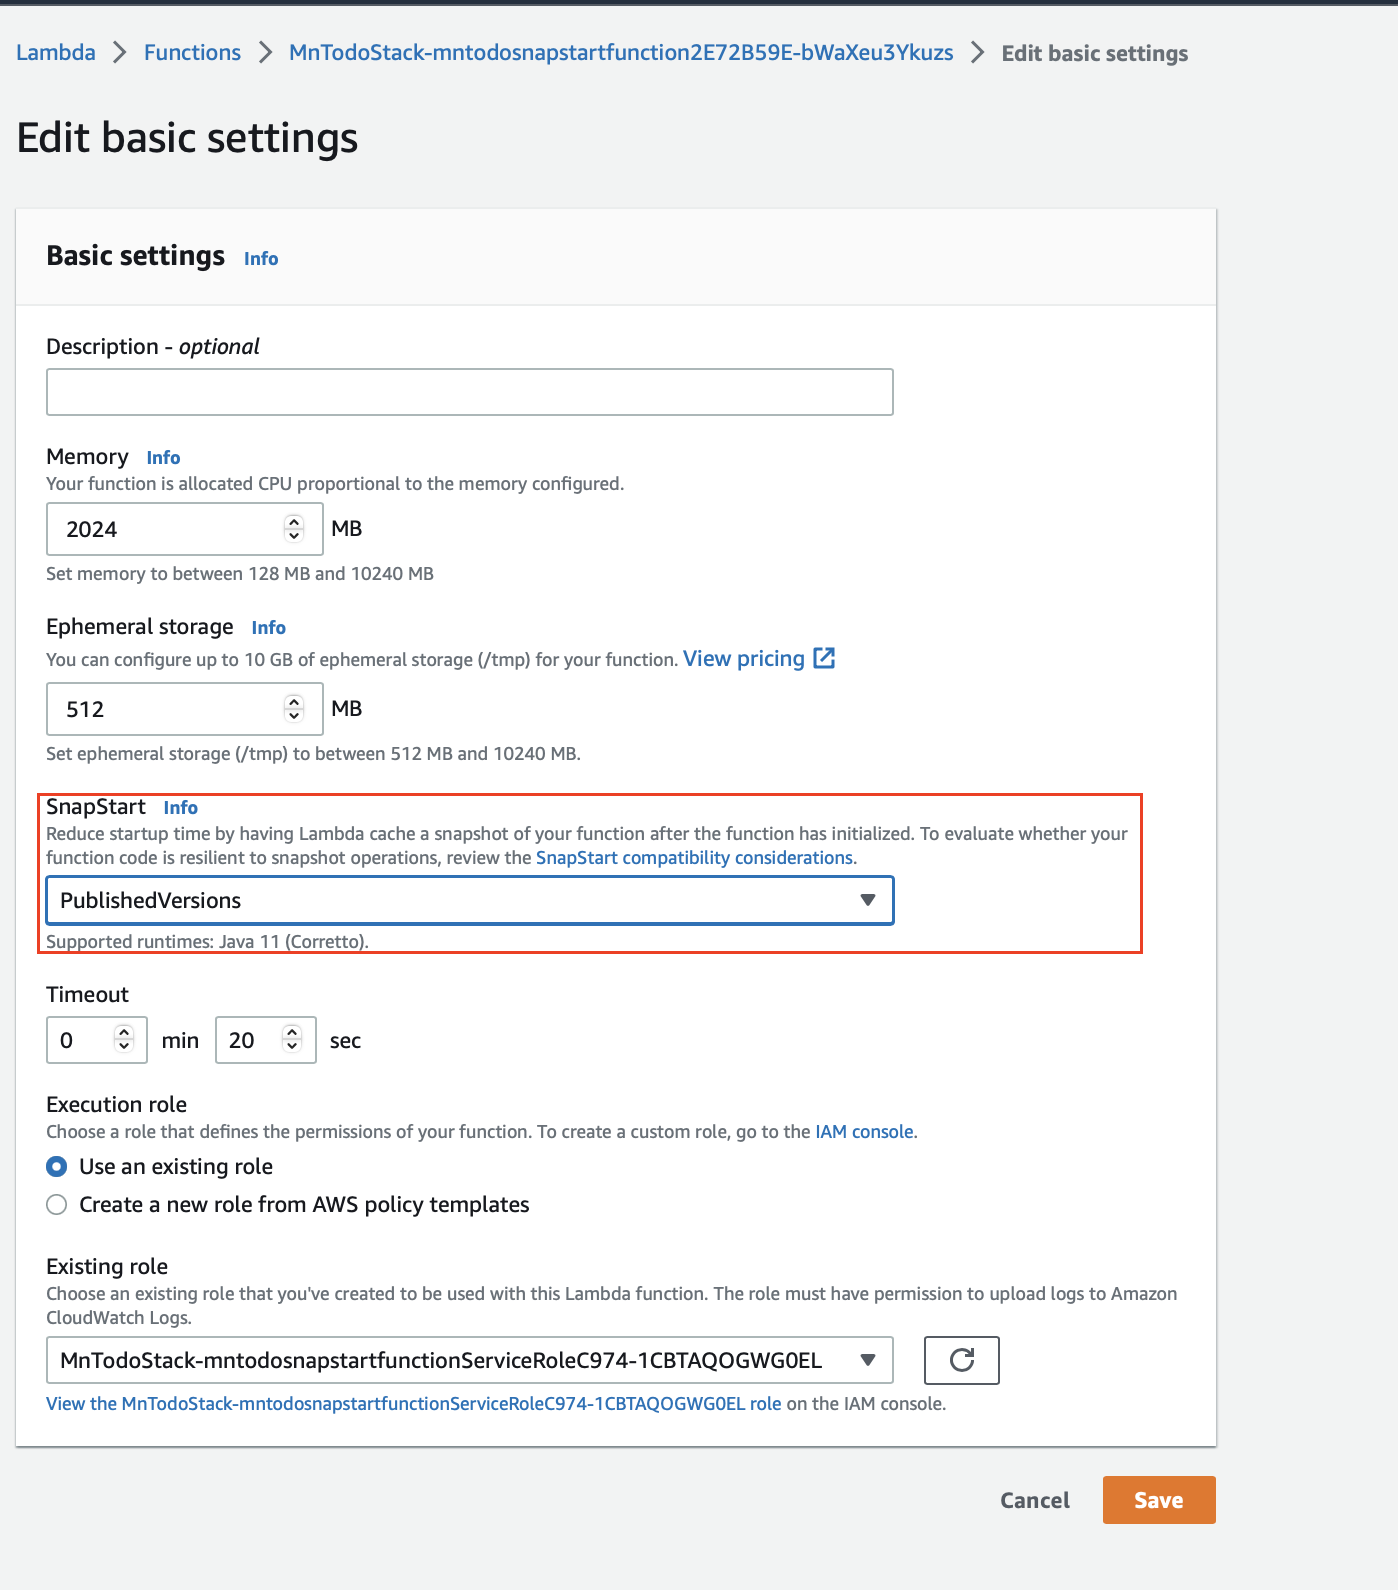 Lambda > Functions > MnTodoStack-mntodosnapstartfunction2E72B59E-bWaXeu3Ykuzs > Edit basic settings
Edit basic settings
Basic settings Info
Description - optional
Memory Info
Your function is allocated CPU proportional to the memory configured.
2024 MB
Set memory to between 128 MB and 10240 MB
Ephemeral storage Info
You can configure up to 10 GB of ephemeral storage (/tmp) for your function. View pricing
512 MB
Set ephemeral storage (/tmp) to between 512 MB and 10240 MB.
SnapStart Info
Reduce startup time by having Lambda cache a snapshot of your function after the function has initialized. To evaluate whether your
function code is resilient to snapshot operations, review the SnapStart compatibility considerations.
PublishedVersions
Supported runtimes: Java 11 (Corretto).
Timeout
0 min 20 sec
Execution role
Choose a role that defines the permissions of your function. To create a custom role, go to the IAM console.
Use an existing role
Create a new role from AWS policy templates
Existing role
Choose an existing role that you've created to be used with this Lambda function. The role must have permission to upload logs to Amazon
CloudWatch Logs.
MnTodoStack-mntodosnapstartfunctionServiceRoleC974-1CBTAQOGWG0EL
View the MnTodoStack-mntodosnapstartfunctionServiceRoleC974-1CBTAQOGWG0EL role on the IAM console.
Cancel Save